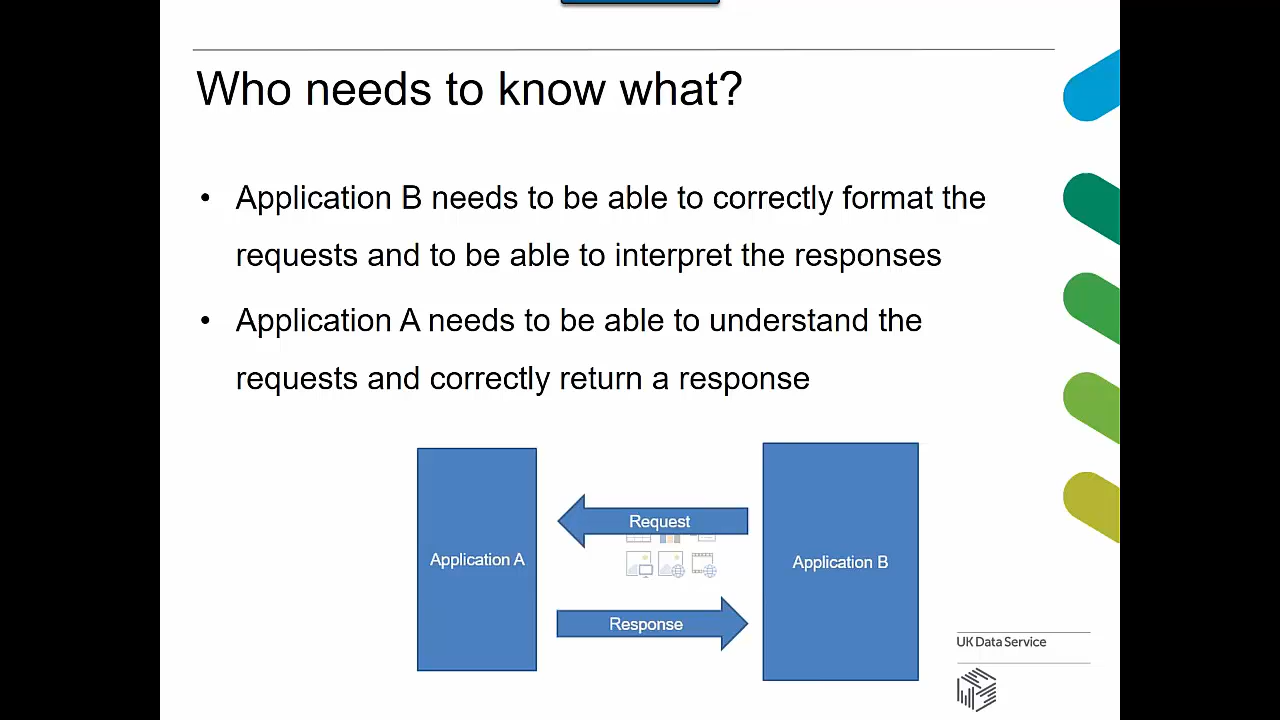 Who needs to know what?
• Application B needs to be able to correctly format the
requests and to be able to interpret the responses
• Application A needs to be able to understand the
requests and correctly return a response
Request
Application A
Application B
Response
UK Data Service